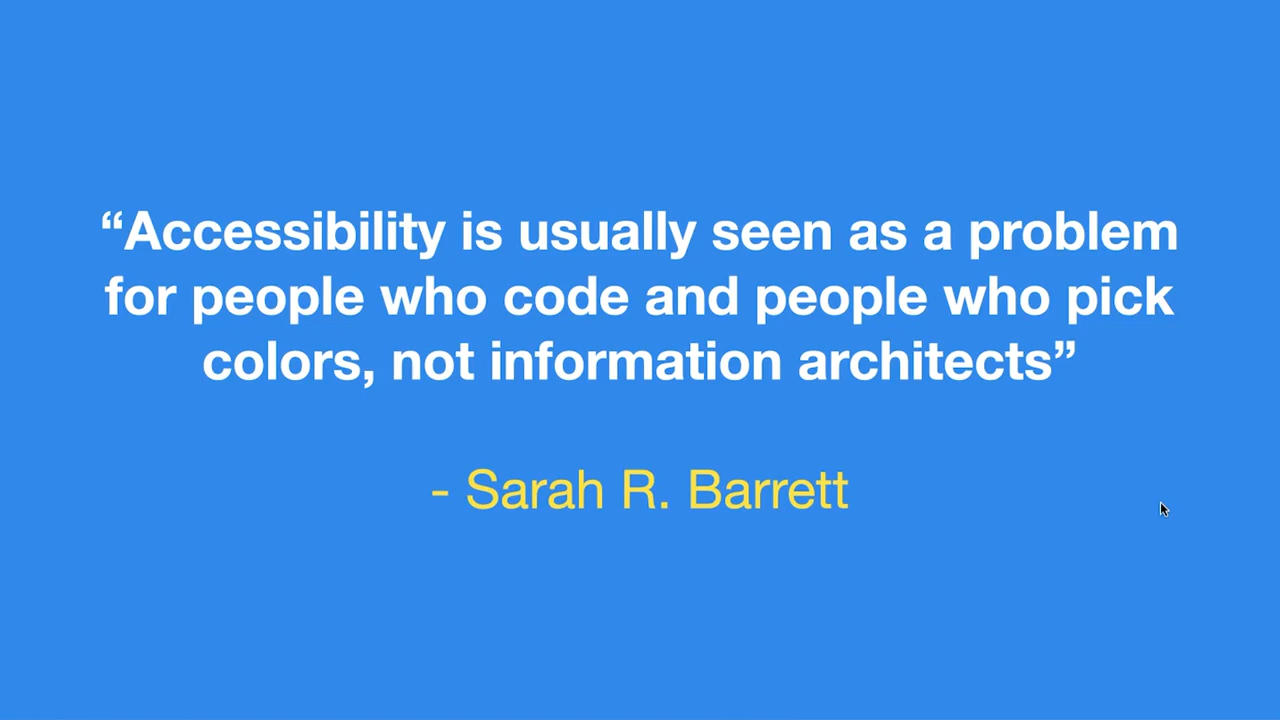 “Accessibility is usually seen as a problem
for people who code and people who pick
colors, not information architects”
- Sarah R. Barrett